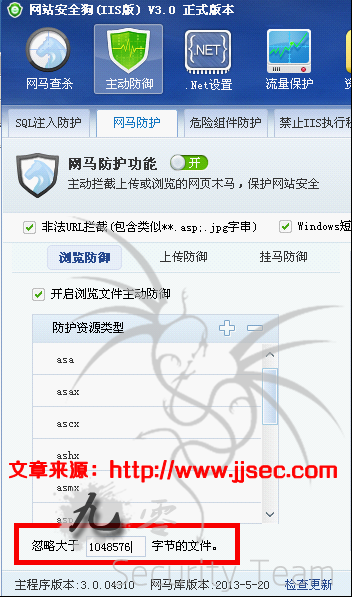 网站安全狗(IIS版) V3.0 正式版本
网马查杀
主动防御
.NET
.Net设置
流量保护
SQL注入防护
网马防护
危险组件防护
禁止IIS执行
网马防护功能
开
主动拦截上传或浏览的网页木马，保护网站安全
非法URL拦截(包含类似**.asp;.jpg字串)
Windows短
浏览防御
上传防御
挂马防御
开启浏览文件主动防御
防护资源类型
asa
asax
ascx
ashx
文章来源：http://www.jjsec.com
asmx
asp
九零
忽略大于 1048576 字节的文件。
Security Team
主程序版本:3.0.04310 网马库版本:2013-5-20 检查更新